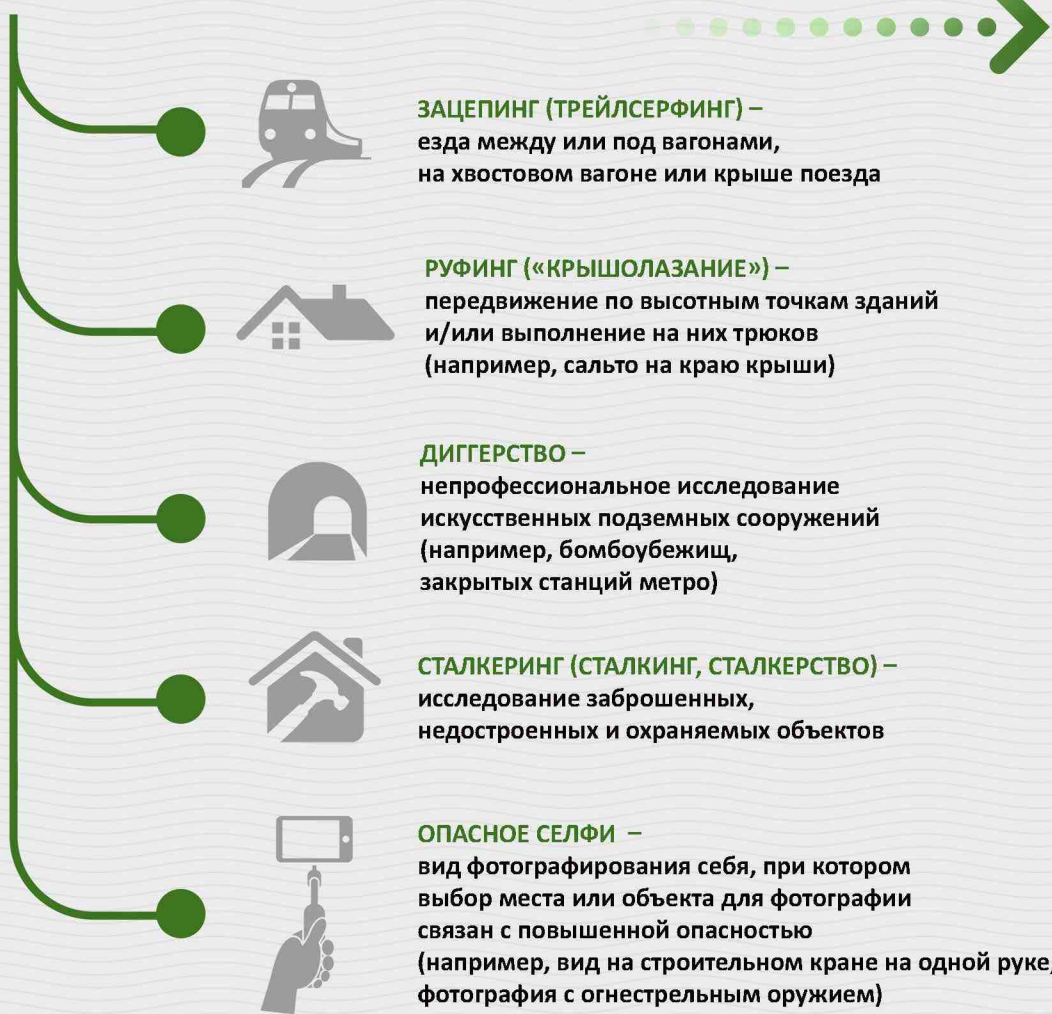 ЗАЦЕПИНГ (ТРЕЙЛСЕРФИНГ) –
езда между или под вагонами,
на хвостовом вагоне или крыше поезда
РУФИНГ («КРЫШОЛАЗАНИЕ») –
передвижение по высотным точкам зданий
и/или выполнение на них трюков
(например, сальто на краю крыши)
ДИГГЕРСТВО –
непрофессиональное исследование
искусственных подземных сооружений
(например, бомбоубежищ,
закрытых станций метро)
СТАЛКЕРИНГ (СТАЛКИНГ, СТАЛКЕРСТВО) –
исследование заброшенных,
недостроенных и охраняемых объектов
ОПАСНОЕ СЕЛФИ –
вид фотографирования себя, при котором
выбор места или объекта для фотографии
связан с повышенной опасностью
(например, вид на строительном кране на одной руке,
фотография с огнестрельным оружием)